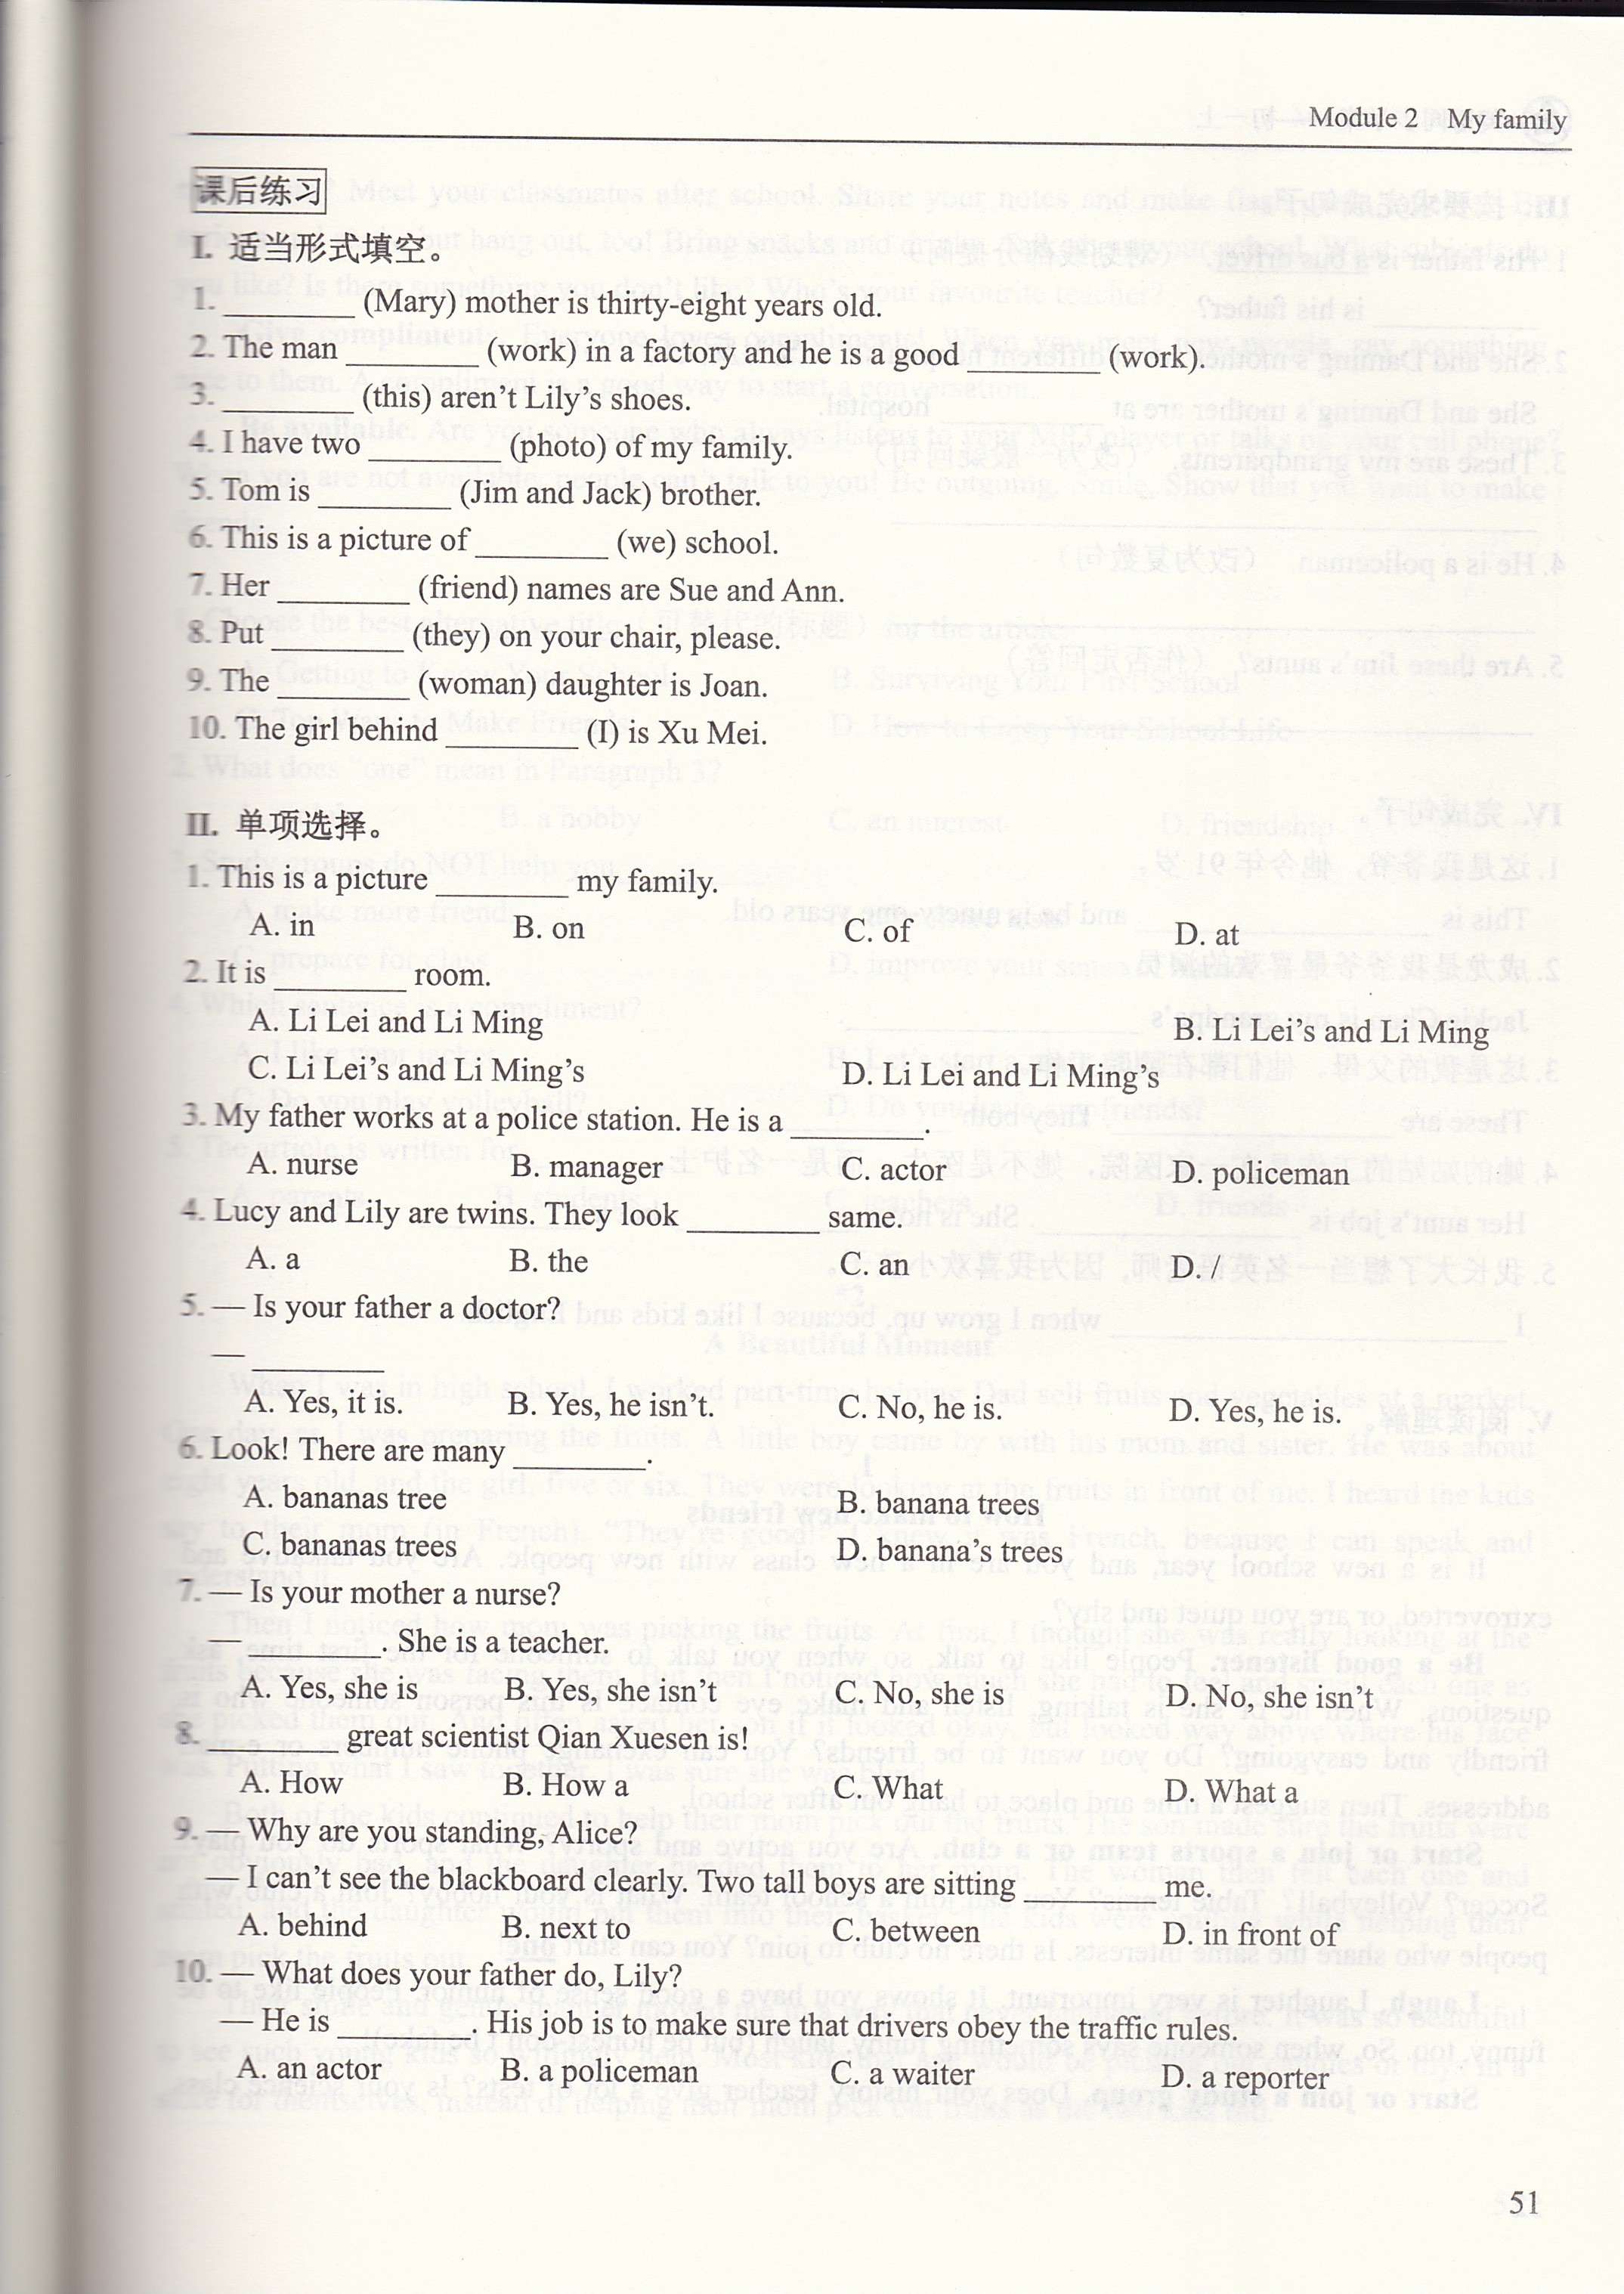 Module 2 My family
课后练习
I. 适当形式填空。
1. ________ (Mary) mother is thirty-eight years old.
2. The man ________ (work) in a factory and he is a good ________ (work).
3. ________ (this) aren't Lily's shoes.
4. I have two ________ (photo) of my family.
5. Tom is ________ (Jim and Jack) brother.
6. This is a picture of ________ (we) school.
7. Her ________ (friend) names are Sue and Ann.
8. Put ________ (they) on your chair, please.
9. The ________ (woman) daughter is Joan.
10. The girl behind ________ (I) is Xu Mei.
II. 单项选择。
1. This is a picture ________ my family.
A. in B. on C. of D. at
2. It is ________ room.
A. Li Lei and Li Ming B. Li Lei's and Li Ming
C. Li Lei's and Li Ming's D. Li Lei and Li Ming's
3. My father works at a police station. He is a ________.
A. nurse B. manager C. actor D. policeman
4. Lucy and Lily are twins. They look ________ same.
A. a B. the C. an D. /
5. — Is your father a doctor?
— ________
A. Yes, it is. B. Yes, he isn't. C. No, he is. D. Yes, he is.
6. Look! There are many ________.
A. bananas tree B. banana trees
C. bananas trees D. banana's trees
7. — Is your mother a nurse?
— ________. She is a teacher.
A. Yes, she is B. Yes, she isn't C. No, she is D. No, she isn't
8. ________ great scientist Qian Xuesen is!
A. How B. How a C. What D. What a
9. — Why are you standing, Alice?
— I can't see the blackboard clearly. Two tall boys are sitting ________ me.
A. behind B. next to C. between D. in front of
10. — What does your father do, Lily?
— He is ________. His job is to make sure that drivers obey the traffic rules.
A. an actor B. a policeman C. a waiter D. a reporter
51